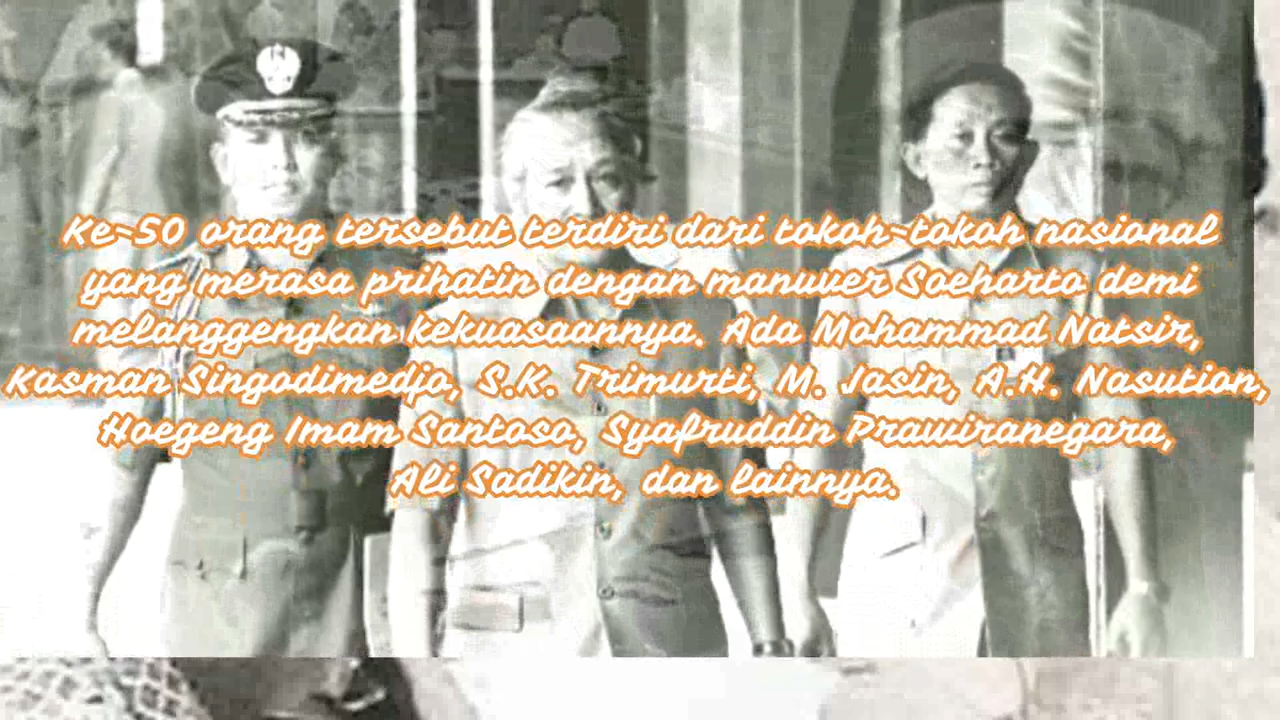 Ke-50 orang tersebut terdiri dari tokoh-tokoh nasional
yang merasa prihatin dengan manuver Soeharto demi
melanggengkan kekuasaannya. Ada Mohammad Natsir,
Kasman Singodimedjo, S.K. Trimurti, M. Jasin, A.H. Nasution,
Hoegeng Imam Santoso, Syafruddin Prawiranegara,
Ali Sadikin, dan lainnya.